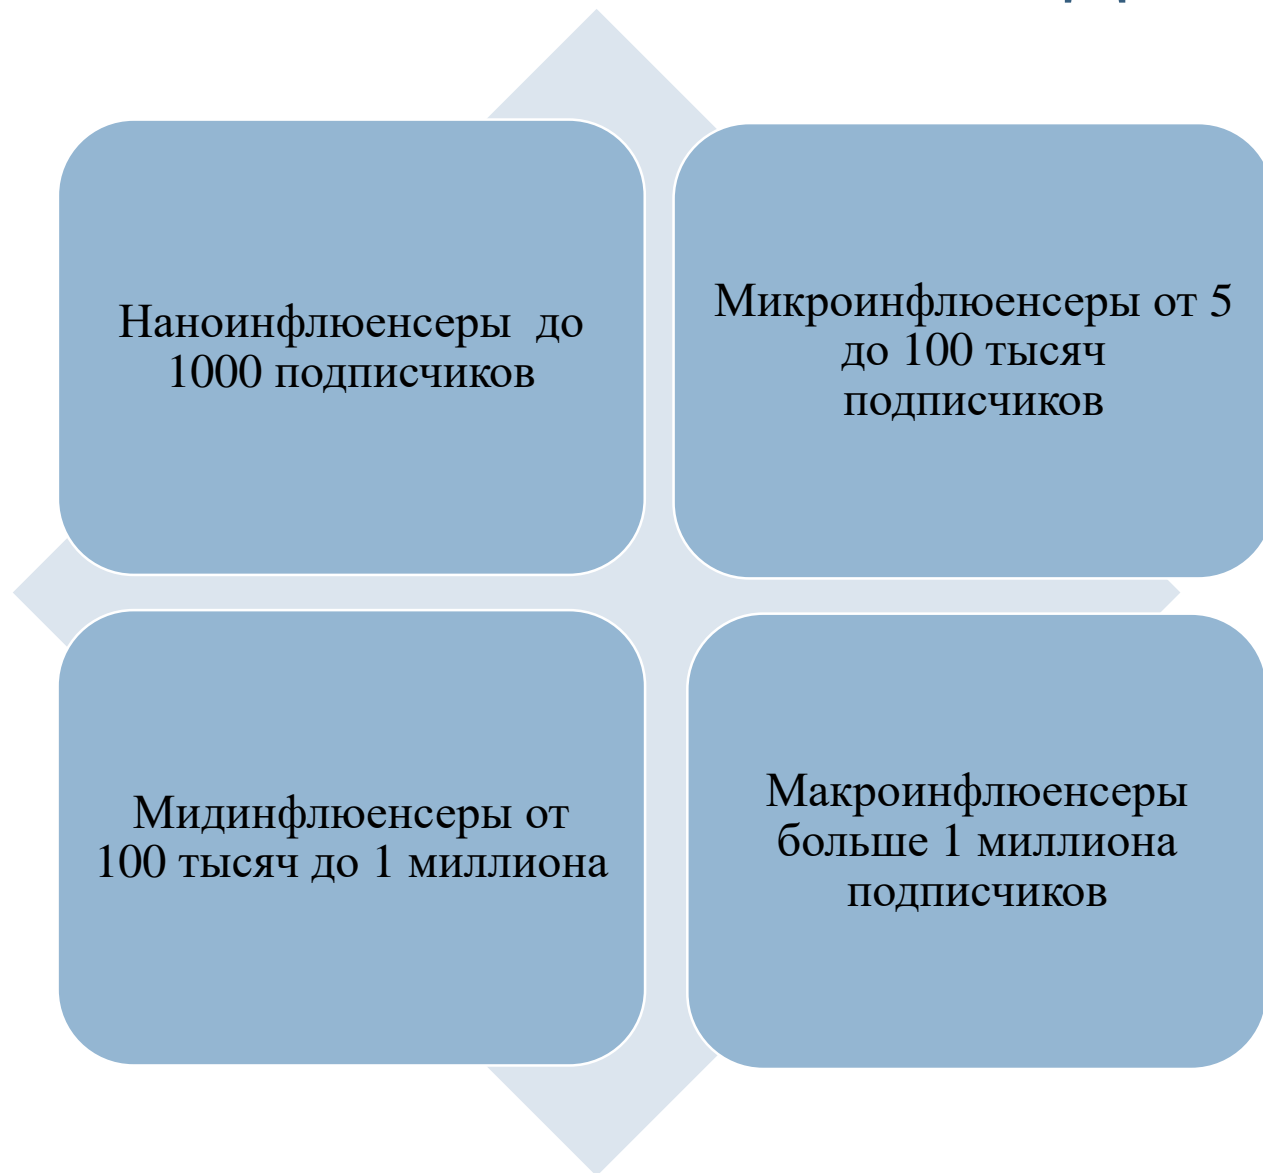 Наноинфлюенсеры  до
1000 подписчиков
Микроинфлюенсеры от 5
до 100 тысяч
подписчиков
Мидинфлюенсеры от
100 тысяч до 1 миллиона
Макроинфлюенсеры
больше 1 миллиона
подписчиков